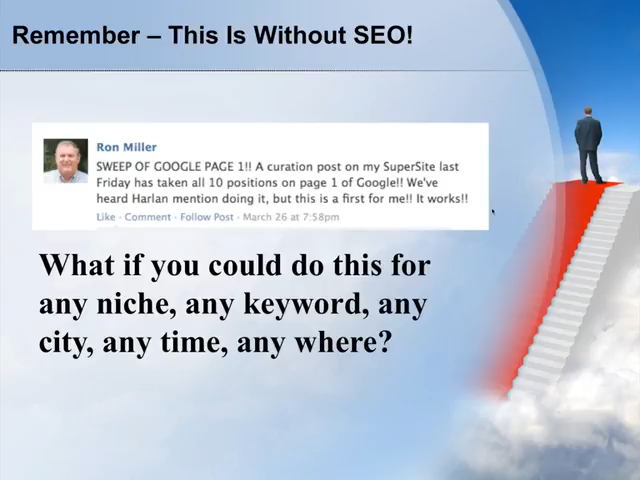 Remember – This Is Without SEO!
Ron Miller
SWEEP OF GOOGLE PAGE 1!! A curation post on my SuperSite last
Friday has taken all 10 positions on page 1 of Google!! We've
heard Harlan mention doing it, but this is a first for me!! It works!!
Like · Comment · Follow Post · March 26 at 7:58pm
What if you could do this for
any niche, any keyword, any
city, any time, any where?